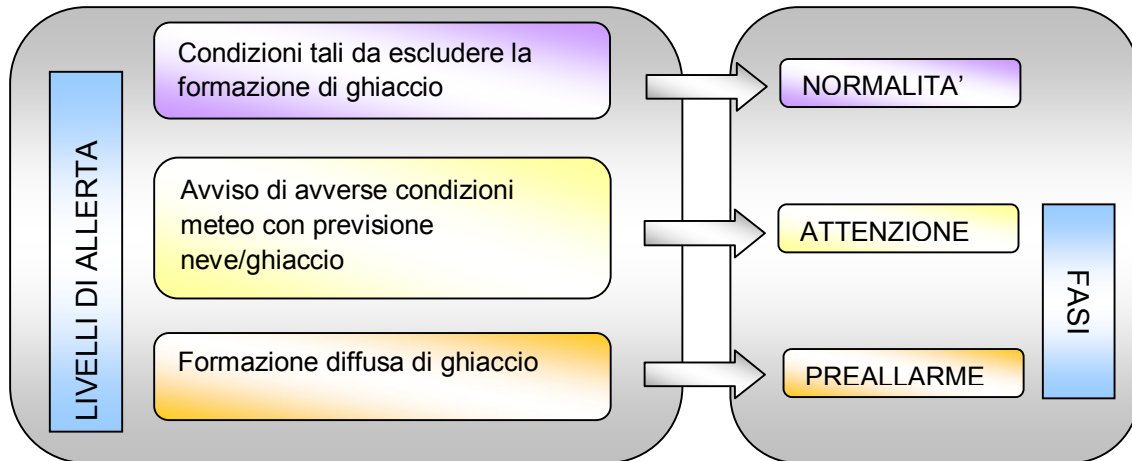 LIVELLI DI ALLERTA
Condizioni tali da escludere la
formazione di ghiaccio
NORMALITA’
Avviso di avverse condizioni
meteo con previsione
neve/ghiaccio
ATTENZIONE
Formazione diffusa di ghiaccio
PREALLARME
FASI